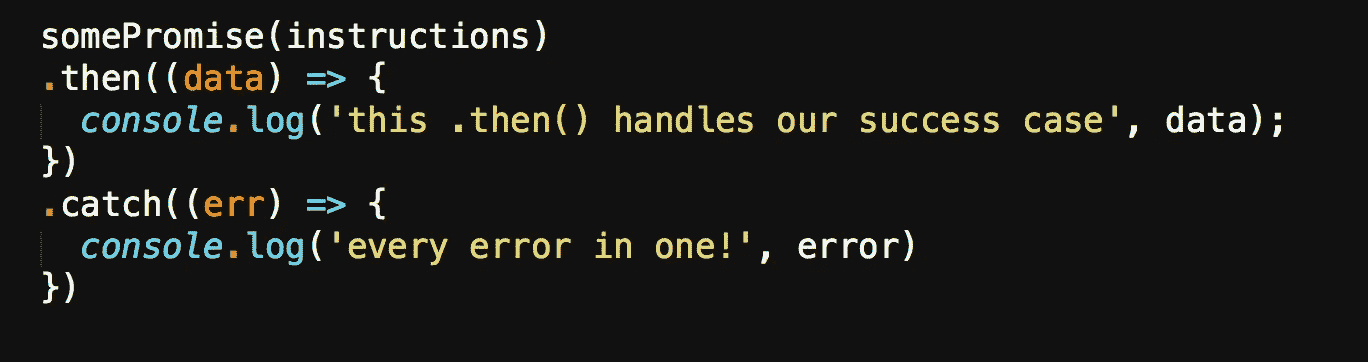 somePromise(instructions)
.then((data) => {
  console.log('this .then() handles our success case', data);
})
.catch((err) => {
  console.log('every error in one!', error)
})